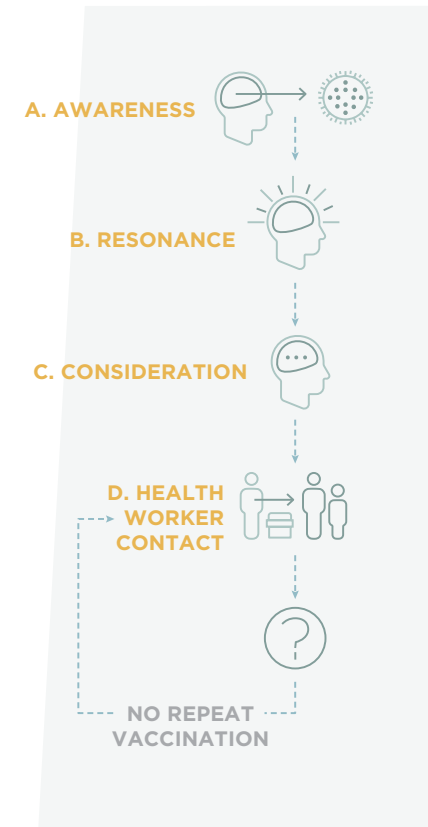 A. AWARENESS
B. RESONANCE
C. CONSIDERATION
D. HEALTH
WORKER
CONTACT
?
NO REPEAT
VACCINATION